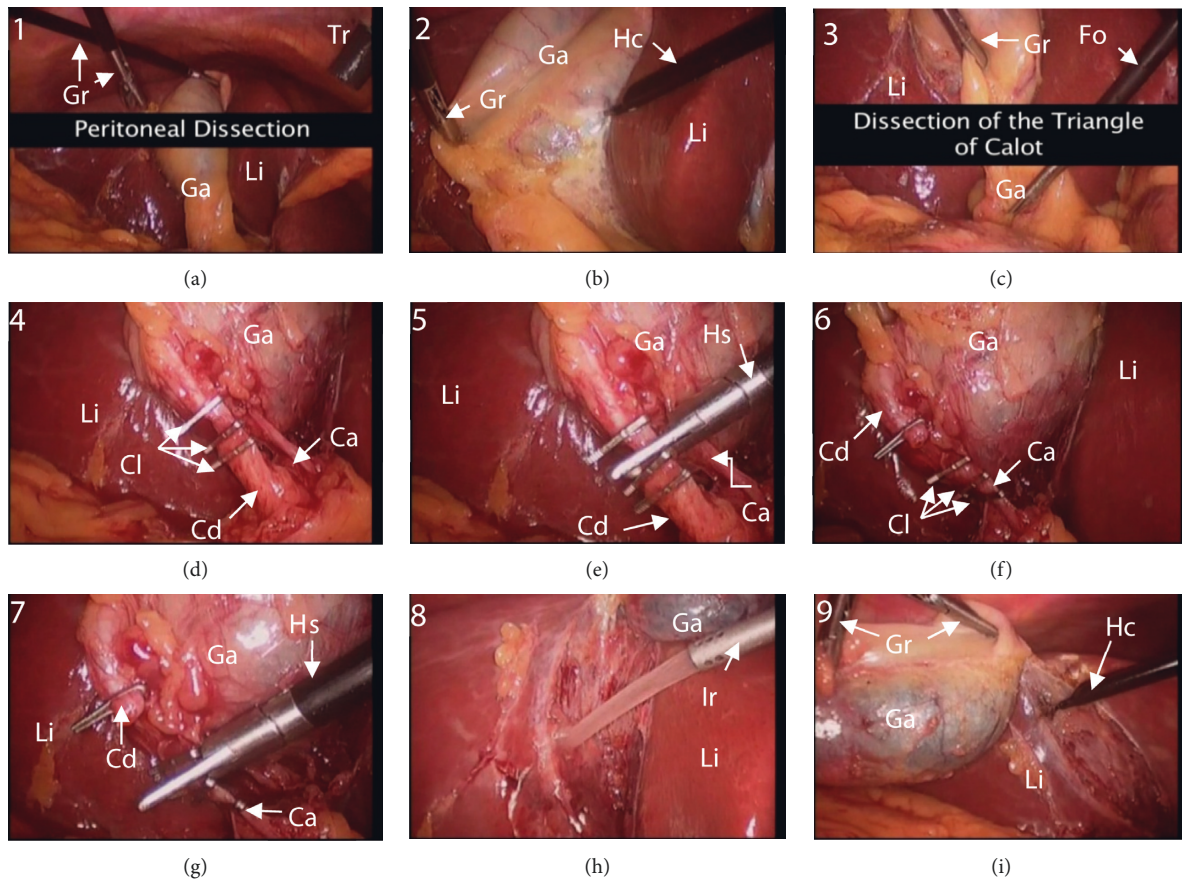 1
Tr
Gr
Peritoneal Dissection
Ga
Li
(a)
2
Ga
Hc
Gr
Li
(b)
3
Gr
Fo
Li
Dissection of the Triangle
of Calot
Ga
(c)
4
Ga
Li
Ca
Cl
Cd
(d)
5
Ga
Hs
Li
Cd
Ca
(e)
6
Ga
Li
Cd
Ca
Cl
(f)
7
Hs
Ga
Li
Cd
Ca
(g)
8
Ga
Ir
Li
(h)
9
Gr
Hc
Ga
Li
(i)